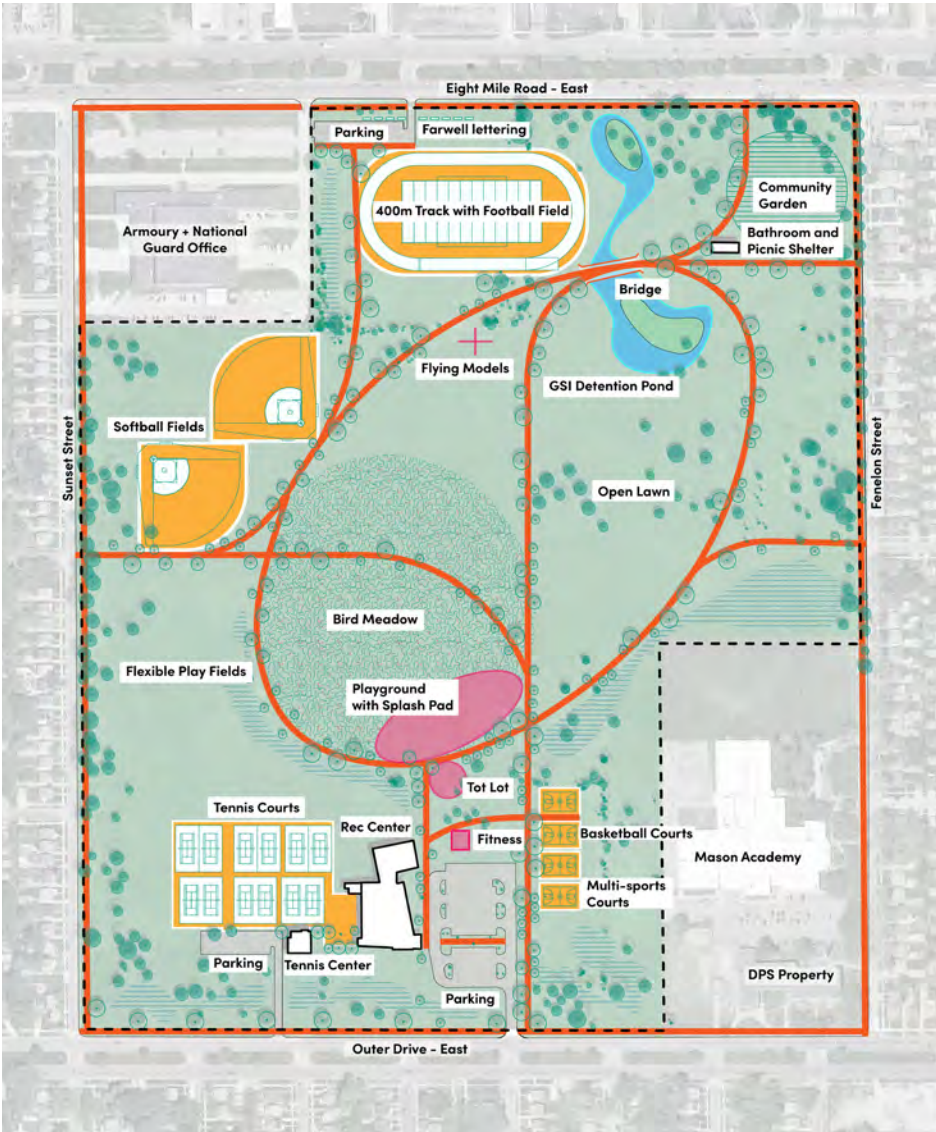 Eight Mile Road - East
Parking
Farwell lettering
Community
Garden
400m Track with Football Field
Armoury + National
Guard Office
Bathroom and
Picnic Shelter
Bridge
Flying Models
GSI Detention Pond
Softball Fields
Sunset Street
Fenelon Street
Open Lawn
Bird Meadow
Flexible Play Fields
Playground
with Splash Pad
Tot Lot
Tennis Courts
Rec Center
Fitness
Basketball Courts
Mason Academy
Multi-sports
Courts
Parking
Tennis Center
DPS Property
Parking
Outer Drive - East